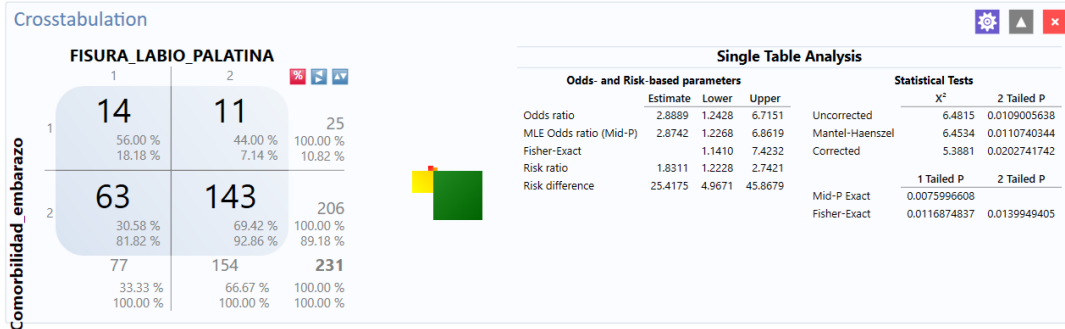 Crosstabulation
FISURA_LABIO_PALATINA
1 2 %
Comorbilidad_embarazo
1 14 11 25
56.00 % 44.00 % 100.00 %
18.18 % 7.14 % 10.82 %
2 63 143 206
30.58 % 69.42 % 100.00 %
81.82 % 92.86 % 89.18 %
77 154 231
33.33 % 66.67 % 100.00 %
100.00 % 100.00 % 100.00 %
Single Table Analysis
Odds- and Risk-based parameters
Estimate Lower Upper
Odds ratio 2.8889 1.2428 6.7151
MLE Odds ratio (Mid-P) 2.8742 1.2268 6.8619
Fisher-Exact 1.1410 7.4232
Risk ratio 1.8311 1.2228 2.7421
Risk difference 25.4175 4.9671 45.8679
Statistical Tests
X² 2 Tailed P
Uncorrected 6.4815 0.0109005638
Mantel-Haenszel 6.4534 0.0110740344
Corrected 5.3881 0.0202741742
1 Tailed P 2 Tailed P
Mid-P Exact 0.0075996608
Fisher-Exact 0.0116874837 0.0139949405